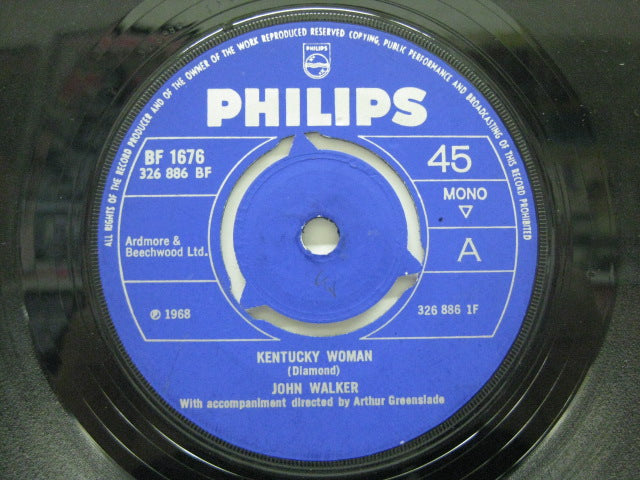 ALL RIGHTS OF THE RECORD PRODUCER AND OF THE OWNER OF THE WORK REPRODUCED RESERVED COPYING, PUBLIC PERFORMANCE AND BROADCASTING OF THIS RECORD PROHIBITED
PHILIPS
PHILIPS
BF 1676
326 886 BF
45
MONO
Ardmore &
Beechwood Ltd.
A
℗ 1968
326 886 1F
KENTUCKY WOMAN
(Diamond)
JOHN WALKER
With accompaniment directed by Arthur Greenslade